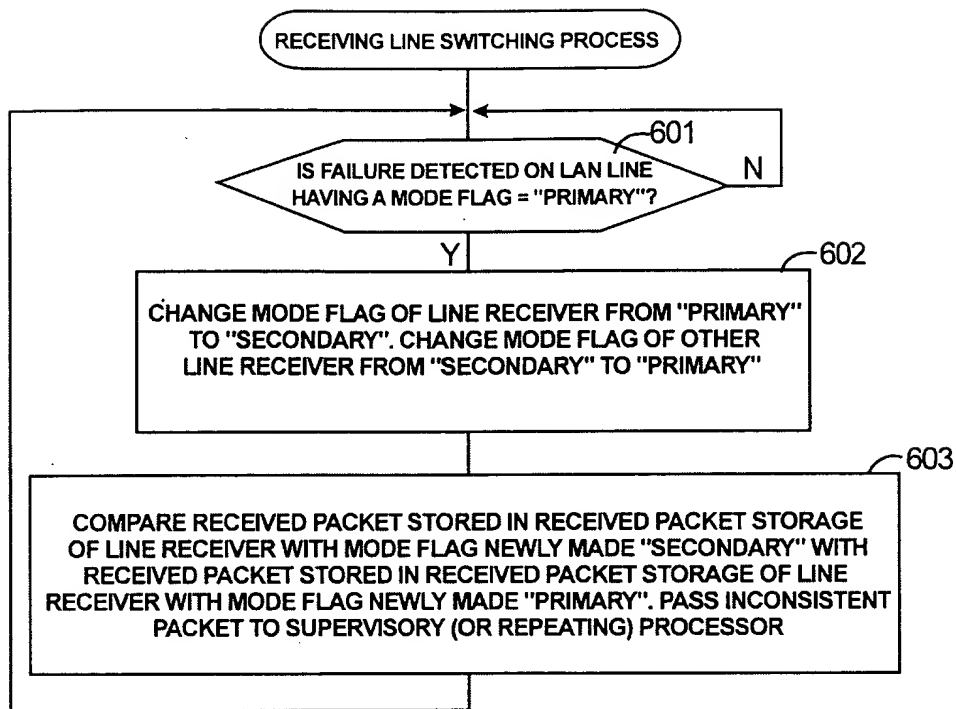 RECEIVING LINE SWITCHING PROCESS
601
IS FAILURE DETECTED ON LAN LINE
HAVING A MODE FLAG = "PRIMARY"?
N
Y
602
CHANGE MODE FLAG OF LINE RECEIVER FROM "PRIMARY"
TO "SECONDARY". CHANGE MODE FLAG OF OTHER
LINE RECEIVER FROM "SECONDARY" TO "PRIMARY"
603
COMPARE RECEIVED PACKET STORED IN RECEIVED PACKET STORAGE
OF LINE RECEIVER WITH MODE FLAG NEWLY MADE "SECONDARY" WITH
RECEIVED PACKET STORED IN RECEIVED PACKET STORAGE OF LINE
RECEIVER WITH MODE FLAG NEWLY MADE "PRIMARY". PASS INCONSISTENT
PACKET TO SUPERVISORY (OR REPEATING) PROCESSOR